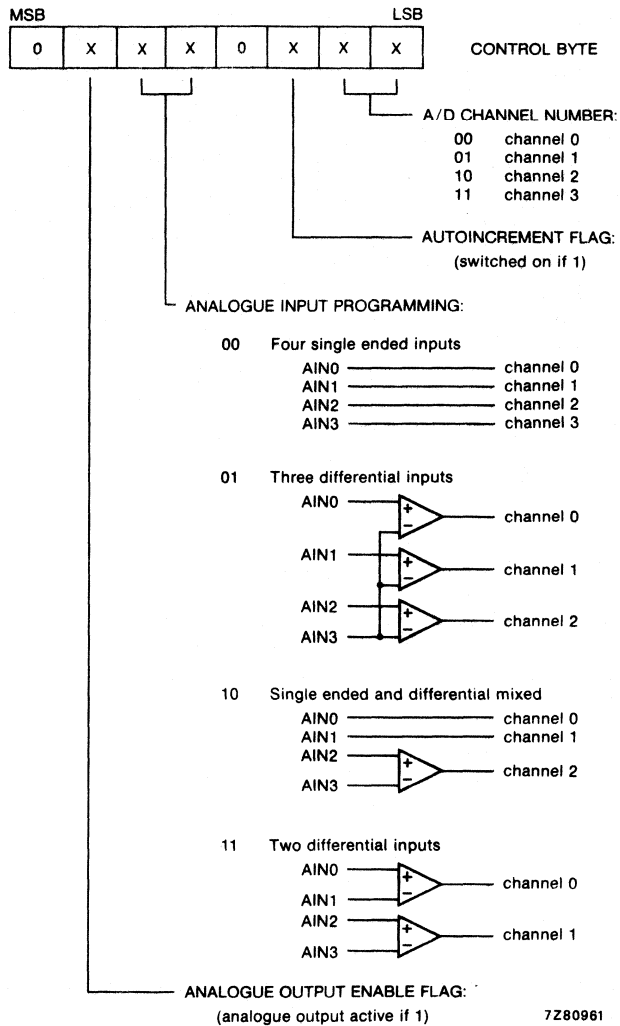 MSB LSB
0 X X X 0 X X X CONTROL BYTE
A/D CHANNEL NUMBER:
00 channel 0
01 channel 1
10 channel 2
11 channel 3
AUTOINCREMENT FLAG:
(switched on if 1)
ANALOGUE INPUT PROGRAMMING:
00 Four single ended inputs
AIN0 channel 0
AIN1 channel 1
AIN2 channel 2
AIN3 channel 3
01 Three differential inputs
AIN0 + − channel 0
AIN1 + − channel 1
AIN2 + − channel 2
AIN3
10 Single ended and differential mixed
AIN0 channel 0
AIN1 channel 1
AIN2 + − channel 2
AIN3
11 Two differential inputs
AIN0 + − channel 0
AIN1
AIN2 + − channel 1
AIN3
ANALOGUE OUTPUT ENABLE FLAG:
(analogue output active if 1) 7Z80961